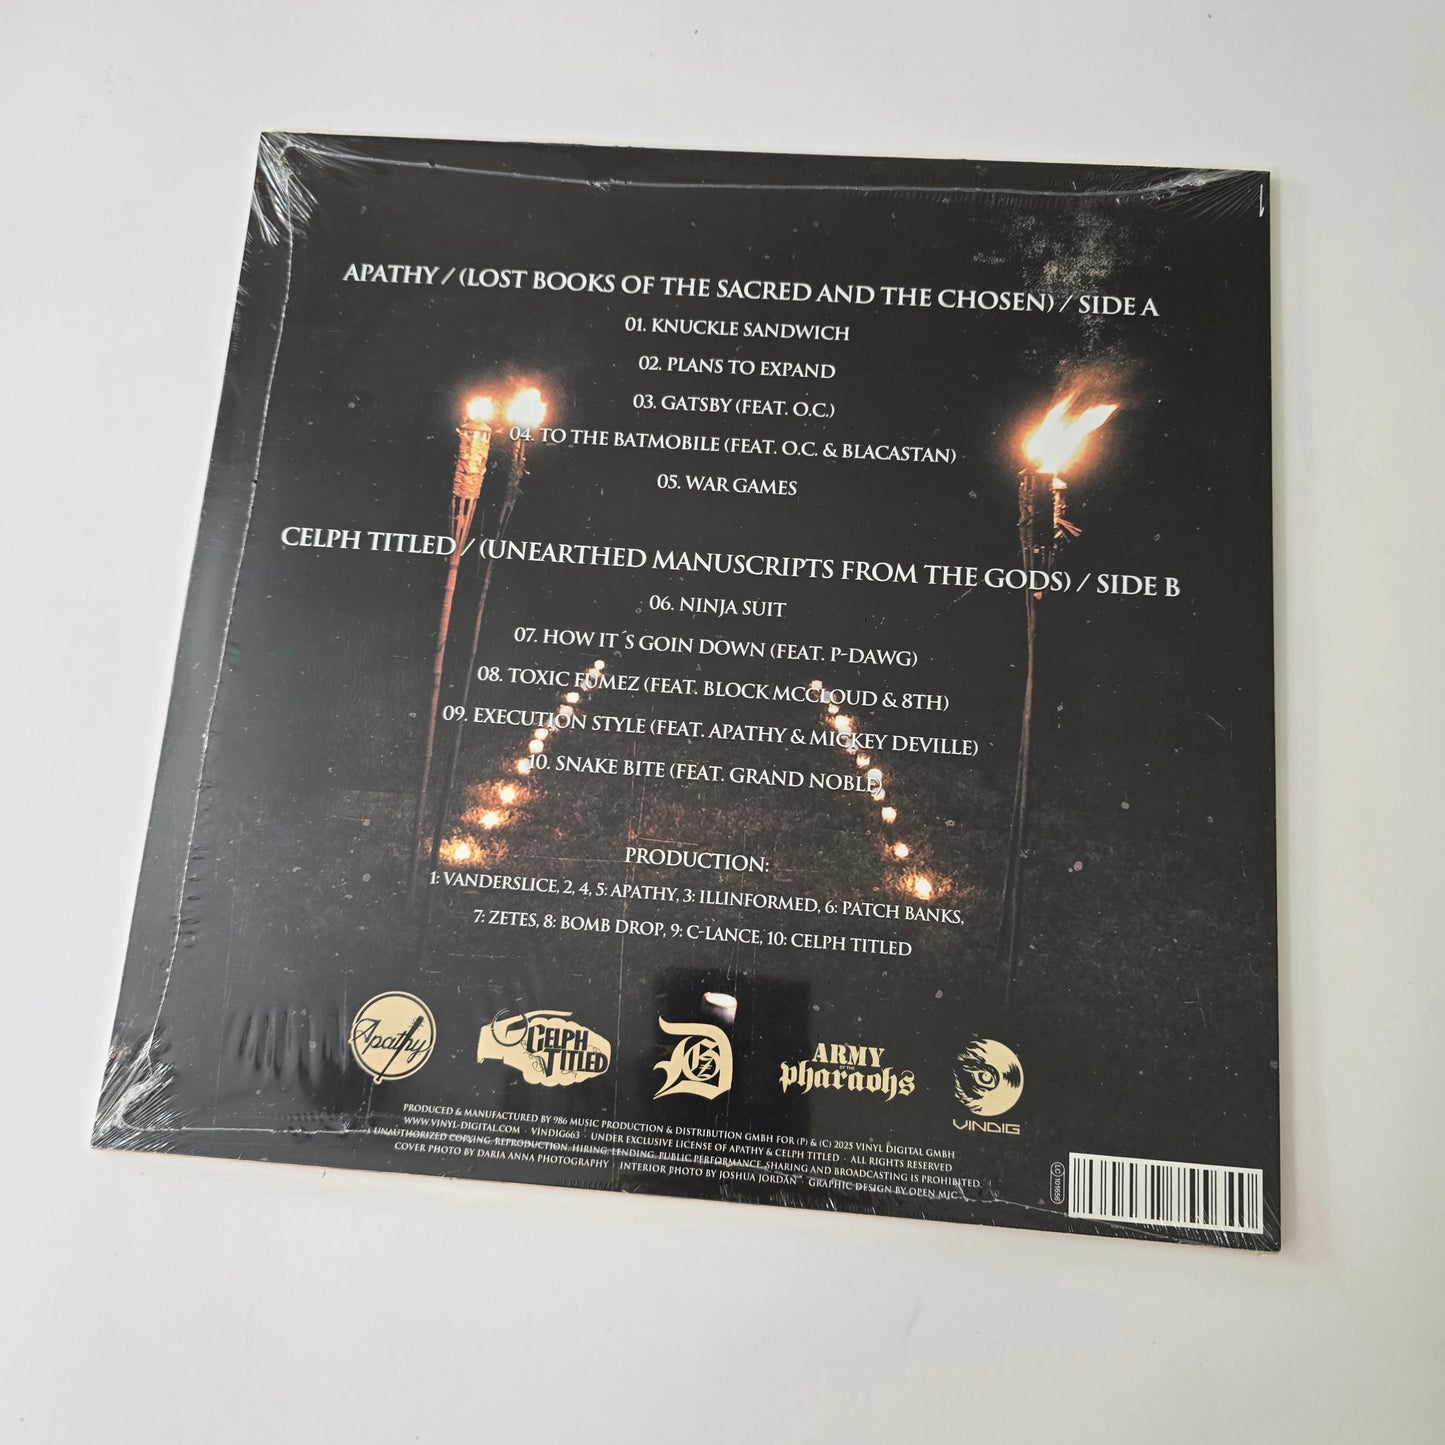 APATHY / (LOST BOOKS OF THE SACRED AND THE CHOSEN) / SIDE A
01. KNUCKLE SANDWICH
02. PLANS TO EXPAND
03. GATSBY (FEAT. O.C.)
04. TO THE BATMOBILE (FEAT. O.C. & BLACASTAN)
05. WAR GAMES
CELPH TITLED / (UNEARTHED MANUSCRIPTS FROM THE GODS) / SIDE B
06. NINJA SUIT
07. HOW IT´S GOIN DOWN (FEAT. P-DAWG)
08. TOXIC FUMEZ (FEAT. BLOCK MCCLOUD & 8TH)
09. EXECUTION STYLE (FEAT. APATHY & MICKEY DEVILLE)
10. SNAKE BITE (FEAT. GRAND NOBLE)
PRODUCTION:
1: VANDERSLICE, 2, 4, 5: APATHY, 3: ILLINFORMED, 6: PATCH BANKS,
7: ZETES, 8: BOMB DROP, 9: C-LANCE, 10: CELPH TITLED
Apathy
CELPH TITLED
ARMY OF THE pharaohs
VINDIG
PRODUCED & MANUFACTURED BY 986 MUSIC PRODUCTION & DISTRIBUTION GMBH FOR (P) & (C) 2025 VINYL DIGITAL GMBH
WWW.VINYL-DIGITAL.COM · VINDIG663 · UNDER EXCLUSIVE LICENSE OF APATHY & CELPH TITLED · ALL RIGHTS RESERVED
UNAUTHORIZED COPYING, REPRODUCTION, HIRING, LENDING, PUBLIC PERFORMANCE, SHARING AND BROADCASTING IS PROHIBITED.
COVER PHOTO BY DARIA ANNA PHOTOGRAPHY · INTERIOR PHOTO BY JOSHUA JORDAN · GRAPHIC DESIGN BY OPEN MIC
LC 101656